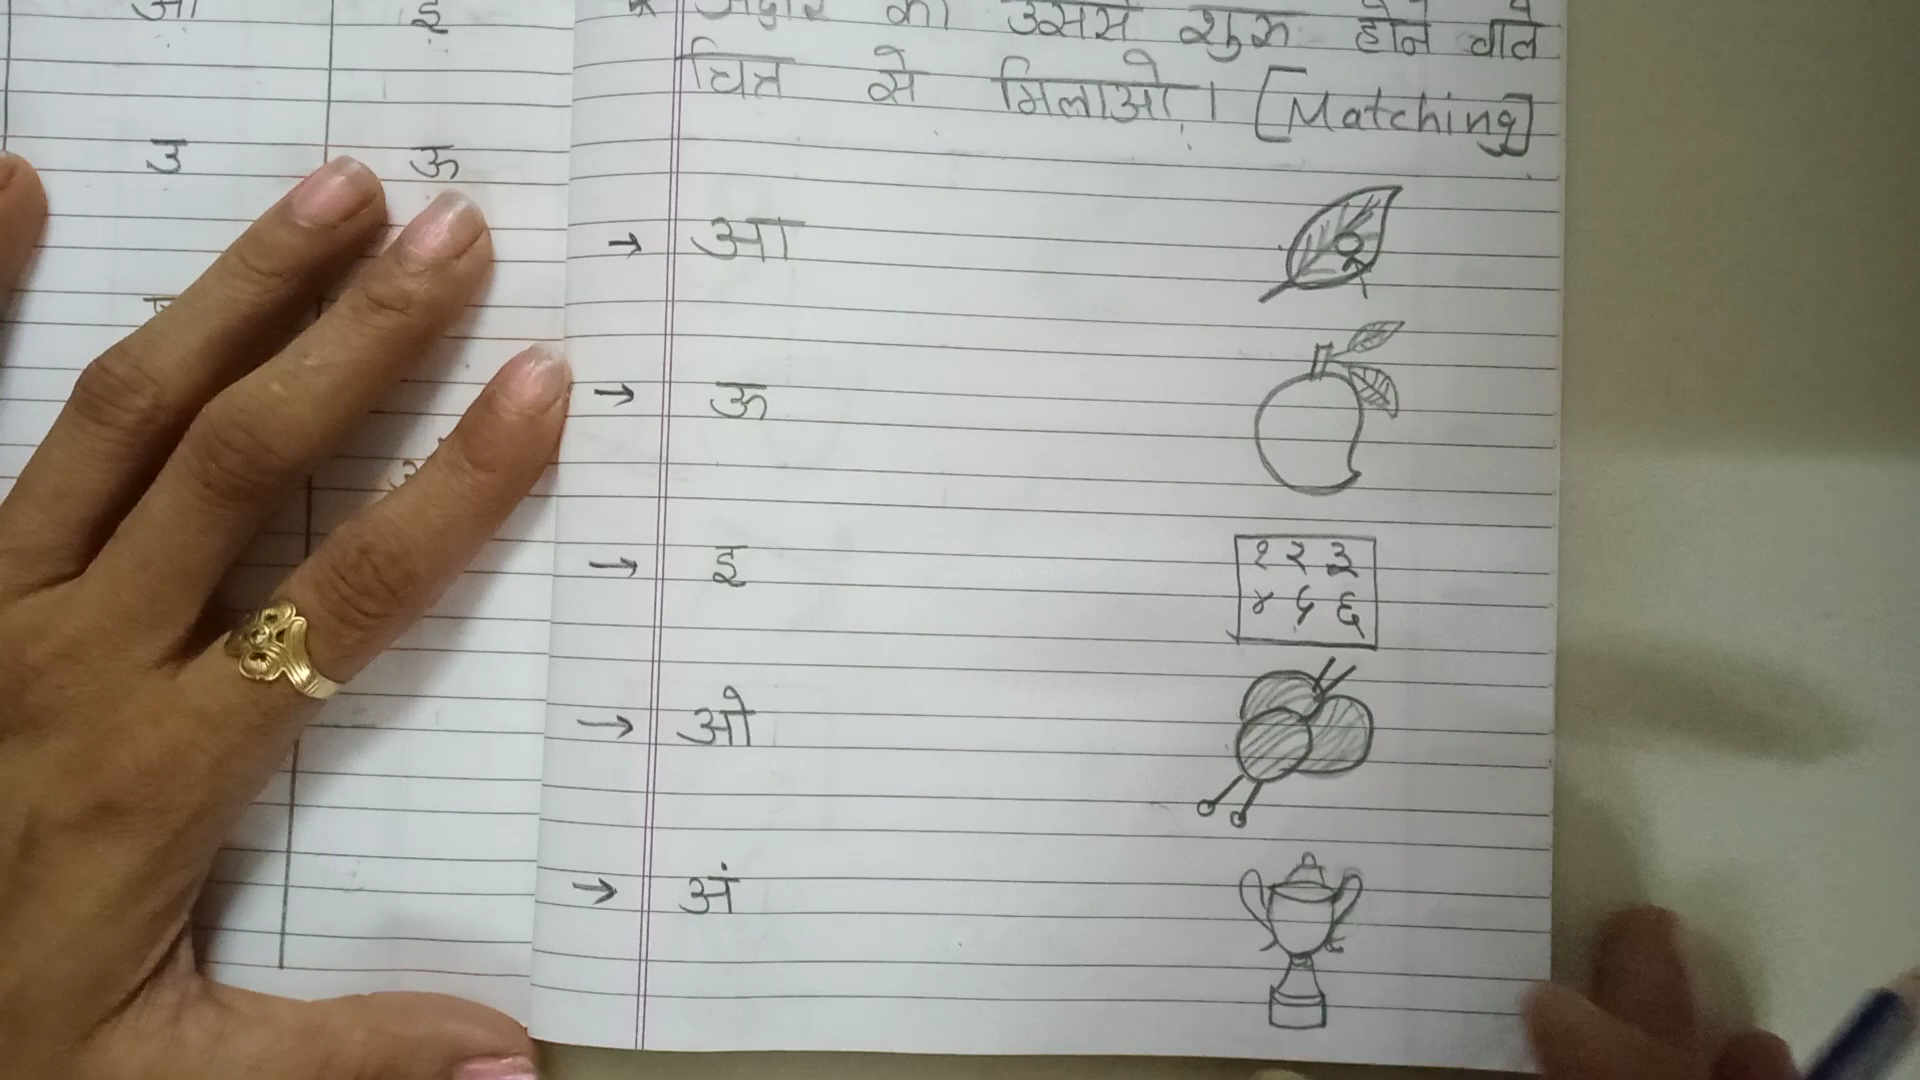 आ इ
उ ऊ
अक्षर को उससे शुरू होने वाले
चित्र से मिलाओ। [Matching]
→ आ
→ ऊ
→ इ
१ २ ३
४ ५ ६
→ ओ
→ अं